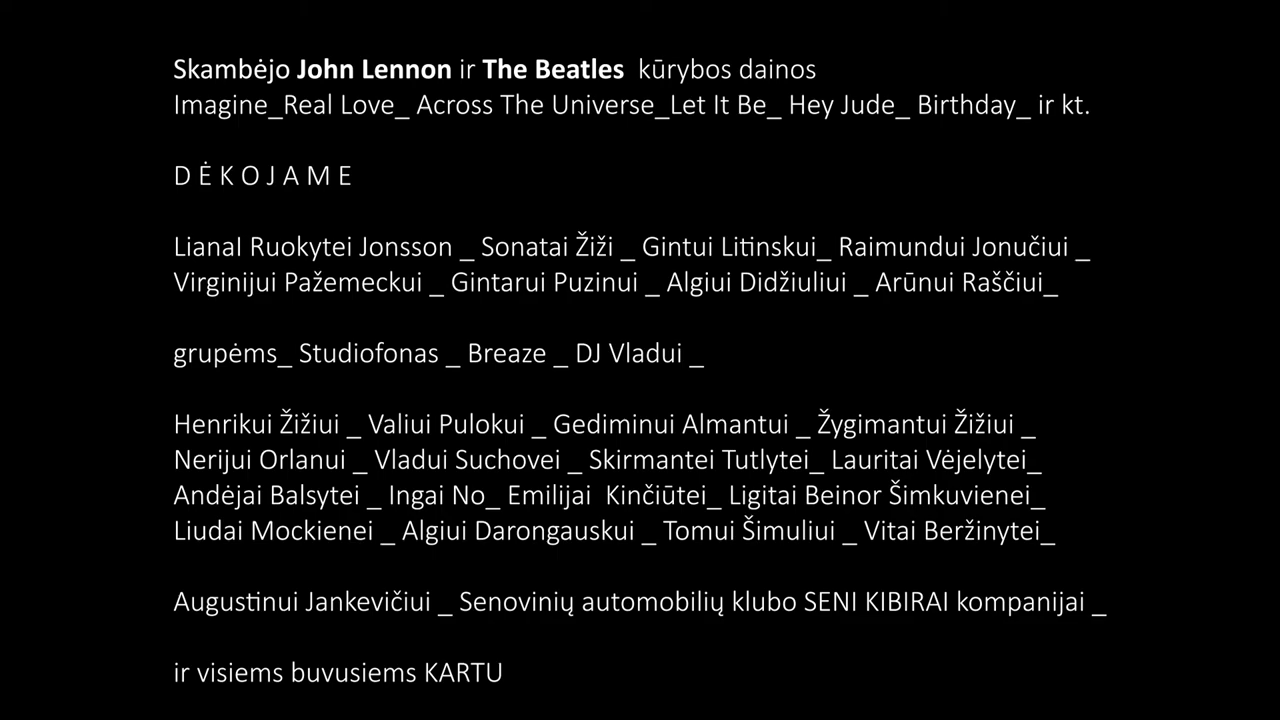 Skambėjo John Lennon ir The Beatles kūrybos dainos
Imagine_Real Love_ Across The Universe_Let It Be_ Hey Jude_ Birthday_ ir kt.
D Ė K O J A M E
LianaI Ruokytei Jonsson _ Sonatai Žiži _ Gintui Litinskui_ Raimundui Jonučiui _
Virginijui Pažemeckui _ Gintarui Puzinui _ Algiui Didžiuliui _ Arūnui Raščiui_
grupėms_ Studiofonas _ Breaze _ DJ Vladui _
Henrikui Žižiui _ Valiui Pulokui _ Gediminui Almantui _ Žygimantui Žižiui _
Nerijui Orlanui _ Vladui Suchovei _ Skirmantei Tutlytei_ Lauritai Vėjelytei_
Andėjai Balsytei _ Ingai No_ Emilijai Kinčiūtei_ Ligitai Beinor Šimkuvienei_
Liudai Mockienei _ Algiui Darongauskui _ Tomui Šimuliui _ Vitai Beržinytei_
Augustinui Jankevičiui _ Senovinių automobilių klubo SENI KIBIRAI kompanijai _
ir visiems buvusiems KARTU